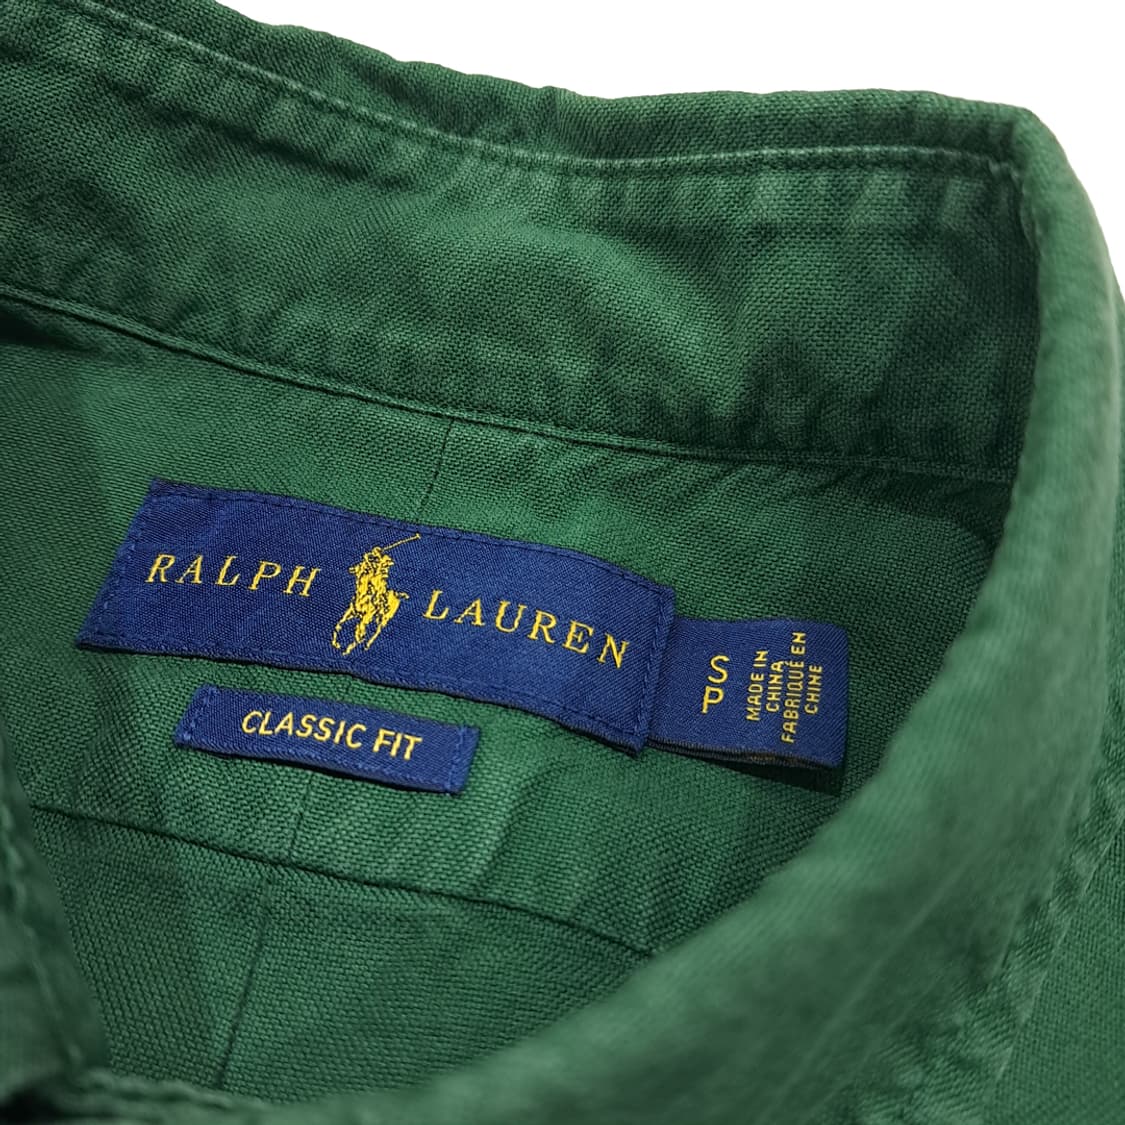 RALPH LAUREN
CLASSIC FIT
S
P
MADE IN
CHINA
FABRIQUÉ EN
CHINE